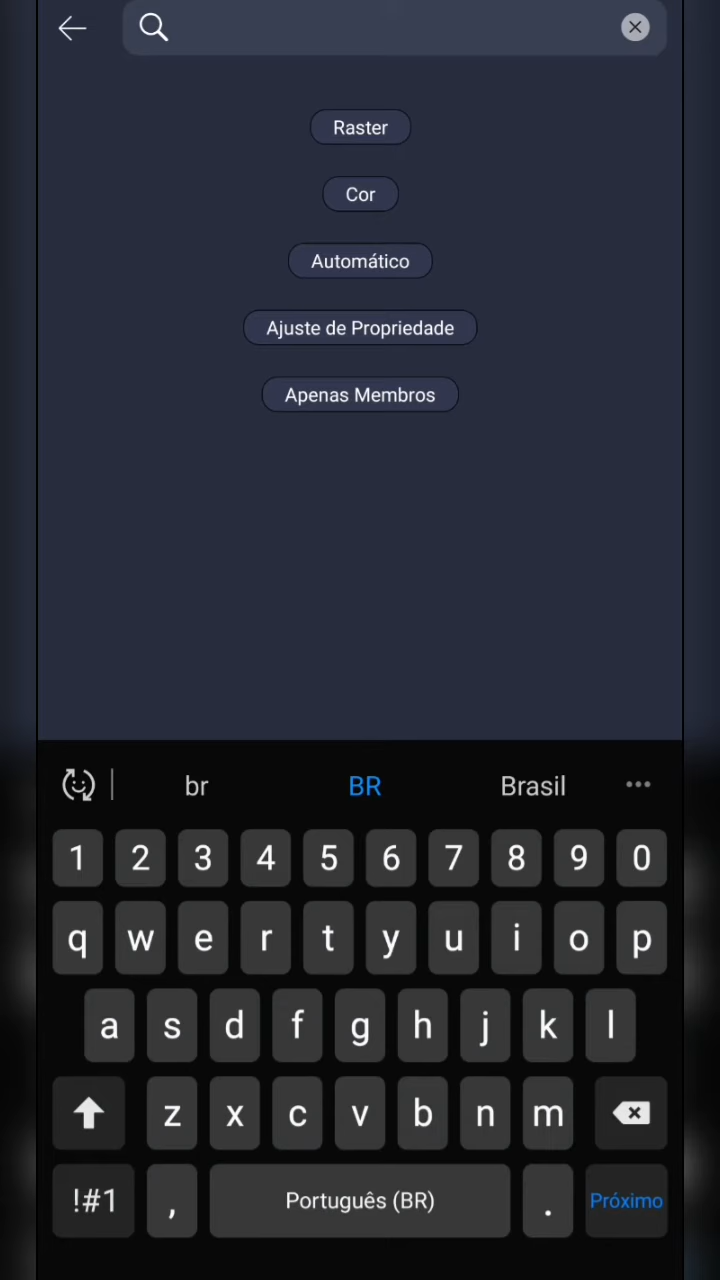 Raster
Cor
Automático
Ajuste de Propriedade
Apenas Membros
br BR Brasil
1 2 3 4 5 6 7 8 9 0
q w e r t y u i o p
a s d f g h j k l
z x c v b n m
!#1 , Português (BR) . Próximo